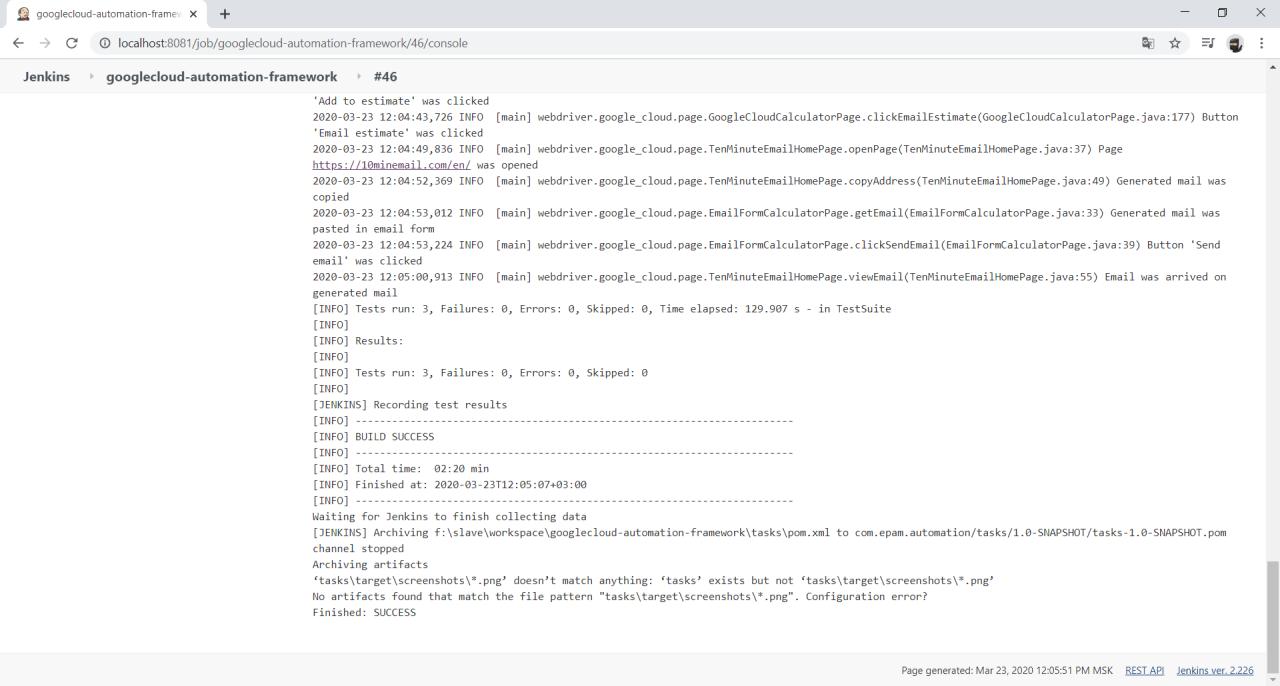 googlecloud-automation-framew
localhost:8081/job/googlecloud-automation-framework/46/console
Jenkins googlecloud-automation-framework #46
'Add to estimate' was clicked
2020-03-23 12:04:43,726 INFO  [main] webdriver.google_cloud.page.GoogleCloudCalculatorPage.clickEmailEstimate(GoogleCloudCalculatorPage.java:177) Button
'Email estimate' was clicked
2020-03-23 12:04:49,836 INFO  [main] webdriver.google_cloud.page.TenMinuteEmailHomePage.openPage(TenMinuteEmailHomePage.java:37) Page
https://10minemail.com/en/ was opened
2020-03-23 12:04:52,369 INFO  [main] webdriver.google_cloud.page.TenMinuteEmailHomePage.copyAddress(TenMinuteEmailHomePage.java:49) Generated mail was
copied
2020-03-23 12:04:53,012 INFO  [main] webdriver.google_cloud.page.EmailFormCalculatorPage.getEmail(EmailFormCalculatorPage.java:33) Generated mail was
pasted in email form
2020-03-23 12:04:53,224 INFO  [main] webdriver.google_cloud.page.EmailFormCalculatorPage.clickSendEmail(EmailFormCalculatorPage.java:39) Button 'Send
email' was clicked
2020-03-23 12:05:00,913 INFO  [main] webdriver.google_cloud.page.TenMinuteEmailHomePage.viewEmail(TenMinuteEmailHomePage.java:55) Email was arrived on
generated mail
[INFO] Tests run: 3, Failures: 0, Errors: 0, Skipped: 0, Time elapsed: 129.907 s - in TestSuite
[INFO]
[INFO] Results:
[INFO]
[INFO] Tests run: 3, Failures: 0, Errors: 0, Skipped: 0
[INFO]
[JENKINS] Recording test results
[INFO] ------------------------------------------------------------------------
[INFO] BUILD SUCCESS
[INFO] ------------------------------------------------------------------------
[INFO] Total time:  02:20 min
[INFO] Finished at: 2020-03-23T12:05:07+03:00
[INFO] ------------------------------------------------------------------------
Waiting for Jenkins to finish collecting data
[JENKINS] Archiving f:\slave\workspace\googlecloud-automation-framework\tasks\pom.xml to com.epam.automation/tasks/1.0-SNAPSHOT/tasks-1.0-SNAPSHOT.pom
channel stopped
Archiving artifacts
‘tasks\target\screenshots\*.png’ doesn’t match anything: ‘tasks’ exists but not ‘tasks\target\screenshots\*.png’
No artifacts found that match the file pattern "tasks\target\screenshots\*.png". Configuration error?
Finished: SUCCESS
Page generated: Mar 23, 2020 12:05:51 PM MSK REST API Jenkins ver. 2.226